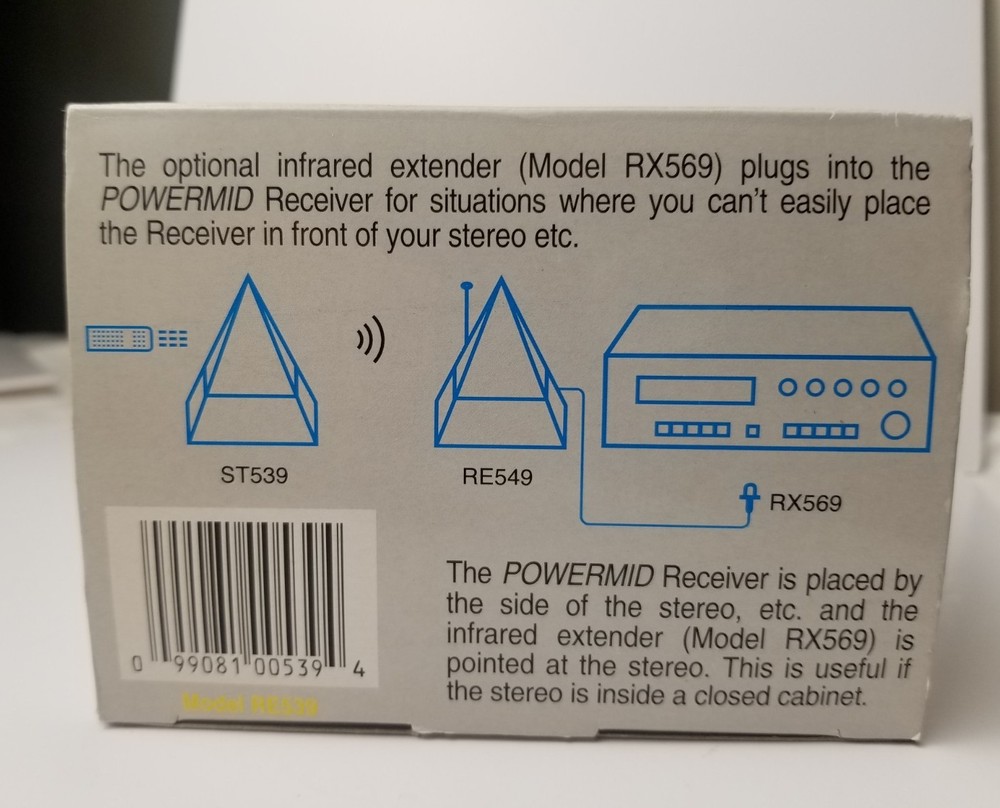 The optional infrared extender (Model RX569) plugs into the
POWERMID Receiver for situations where you can't easily place
the Receiver in front of your stereo etc.
ST539
RE549
RX569
The POWERMID Receiver is placed by
the side of the stereo, etc. and the
infrared extender (Model RX569) is
pointed at the stereo. This is useful if
the stereo is inside a closed cabinet.
0 99081 00539 4
Model RE539